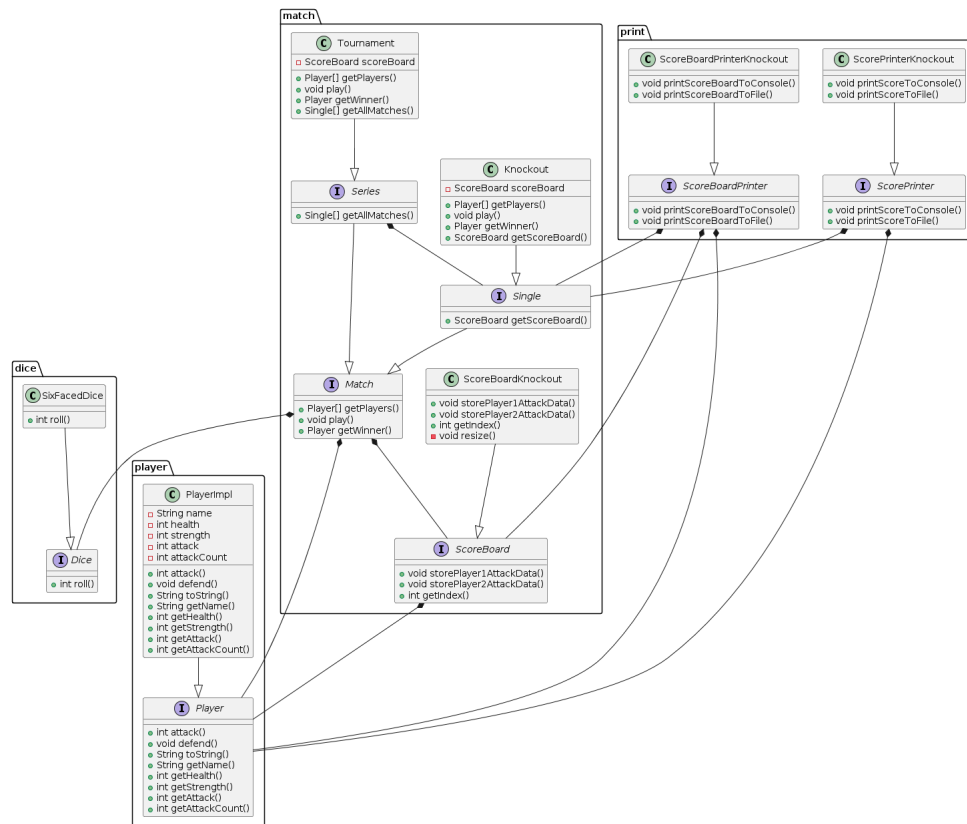 match
C Tournament
ScoreBoard scoreBoard
Player[] getPlayers()
void play()
Player getWinner()
Single[] getAllMatches()
I Series
Single[] getAllMatches()
C Knockout
ScoreBoard scoreBoard
Player[] getPlayers()
void play()
Player getWinner()
ScoreBoard getScoreBoard()
I Single
ScoreBoard getScoreBoard()
I Match
Player[] getPlayers()
void play()
Player getWinner()
C ScoreBoardKnockout
void storePlayer1AttackData()
void storePlayer2AttackData()
int getIndex()
void resize()
I ScoreBoard
void storePlayer1AttackData()
void storePlayer2AttackData()
int getIndex()
print
C ScoreBoardPrinterKnockout
void printScoreBoardToConsole()
void printScoreBoardToFile()
C ScorePrinterKnockout
void printScoreToConsole()
void printScoreToFile()
I ScoreBoardPrinter
void printScoreBoardToConsole()
void printScoreBoardToFile()
I ScorePrinter
void printScoreToConsole()
void printScoreToFile()
dice
C SixFacedDice
int roll()
I Dice
int roll()
player
C PlayerImpl
String name
int health
int strength
int attack
int attackCount
int attack()
void defend()
String toString()
String getName()
int getHealth()
int getStrength()
int getAttack()
int getAttackCount()
I Player
int attack()
void defend()
String toString()
String getName()
int getHealth()
int getStrength()
int getAttack()
int getAttackCount()